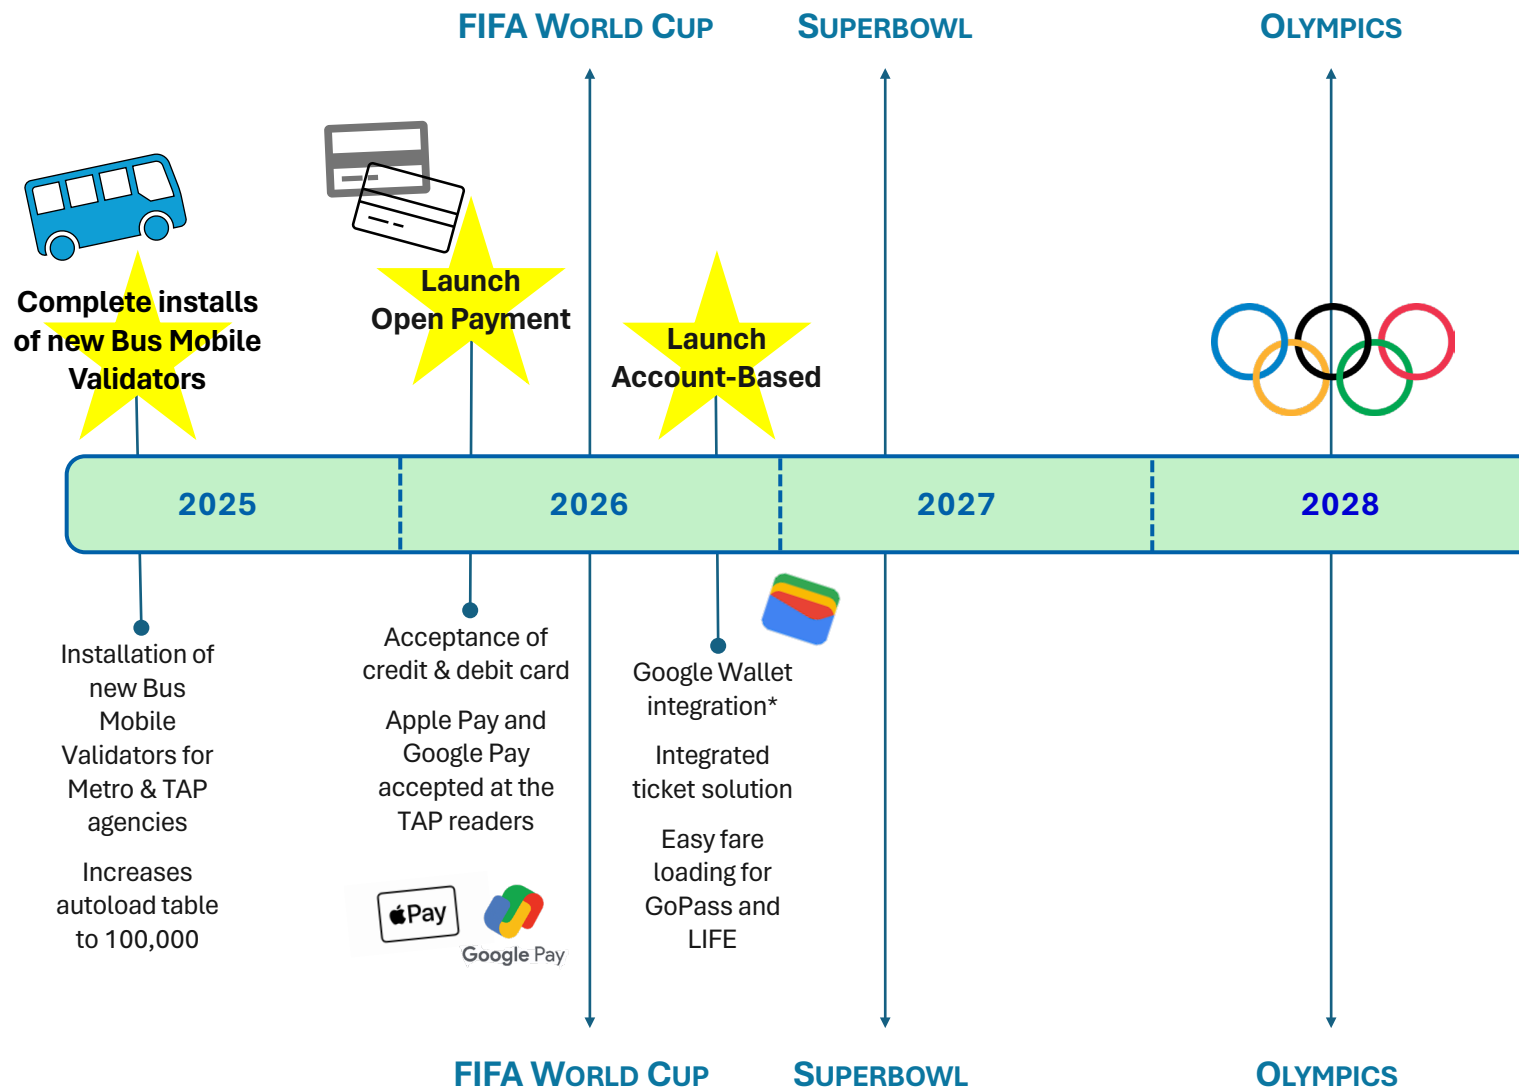 FIFA WORLD CUP
SUPERBOWL
OLYMPICS
Complete installs
of new Bus Mobile
Validators
Launch
Open Payment
Launch
Account-Based
2025
2026
2027
2028
Installation of
new Bus
Mobile
Validators for
Metro & TAP
agencies
Increases
autoload table
to 100,000
Acceptance of
credit & debit card
Apple Pay and
Google Pay
accepted at the
TAP readers
Pay
Google Pay
Google Wallet
integration*
Integrated
ticket solution
Easy fare
loading for
GoPass and
LIFE
FIFA WORLD CUP
SUPERBOWL
OLYMPICS